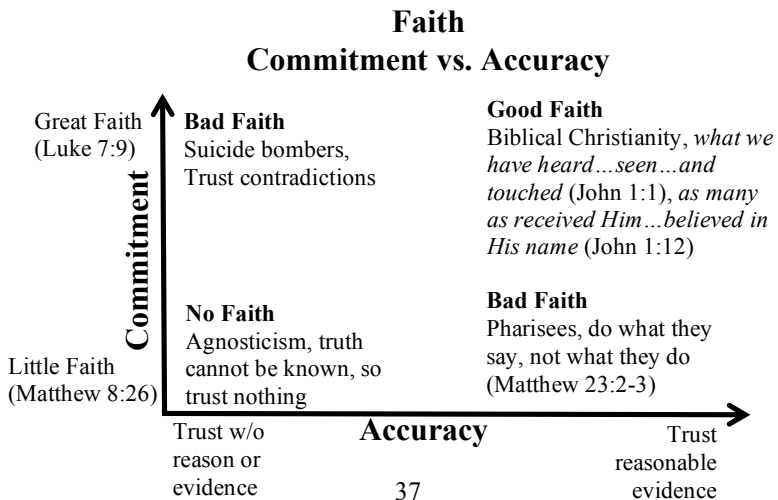 Faith
Commitment vs. Accuracy
Great Faith
(Luke 7:9)
Commitment
Little Faith
(Matthew 8:26)
Bad Faith
Suicide bombers,
Trust contradictions
Good Faith
Biblical Christianity, what we
have heard…seen…and
touched (John 1:1), as many
as received Him…believed in
His name (John 1:12)
No Faith
Agnosticism, truth
cannot be known, so
trust nothing
Bad Faith
Pharisees, do what they
say, not what they do
(Matthew 23:2-3)
Trust w/o
reason or
evidence
Accuracy
Trust
reasonable
evidence
37